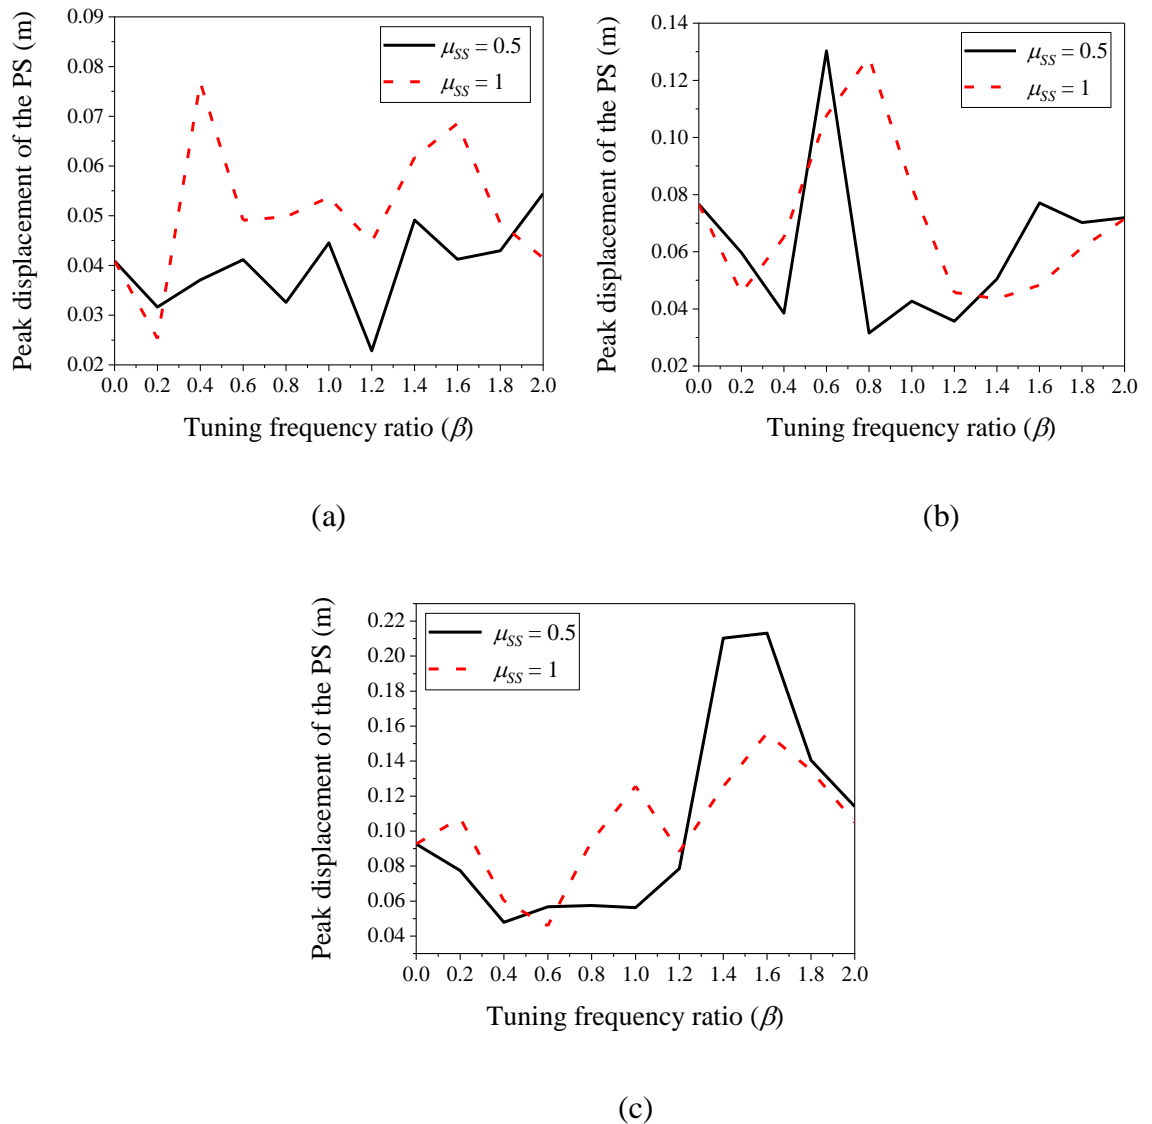 Peak displacement of the PS (m)
0.09
0.08
0.07
0.06
0.05
0.04
0.03
0.02
μSS = 0.5
μSS = 1
0.0 0.2 0.4 0.6 0.8 1.0 1.2 1.4 1.6 1.8 2.0
Tuning frequency ratio (β)
(a)
Peak displacement of the PS (m)
0.14
0.12
0.10
0.08
0.06
0.04
0.02
μSS = 0.5
μSS = 1
0.0 0.2 0.4 0.6 0.8 1.0 1.2 1.4 1.6 1.8 2.0
Tuning frequency ratio (β)
(b)
Peak displacement of the PS (m)
0.22
0.20
0.18
0.16
0.14
0.12
0.10
0.08
0.06
0.04
μSS = 0.5
μSS = 1
0.0 0.2 0.4 0.6 0.8 1.0 1.2 1.4 1.6 1.8 2.0
Tuning frequency ratio (β)
(c)